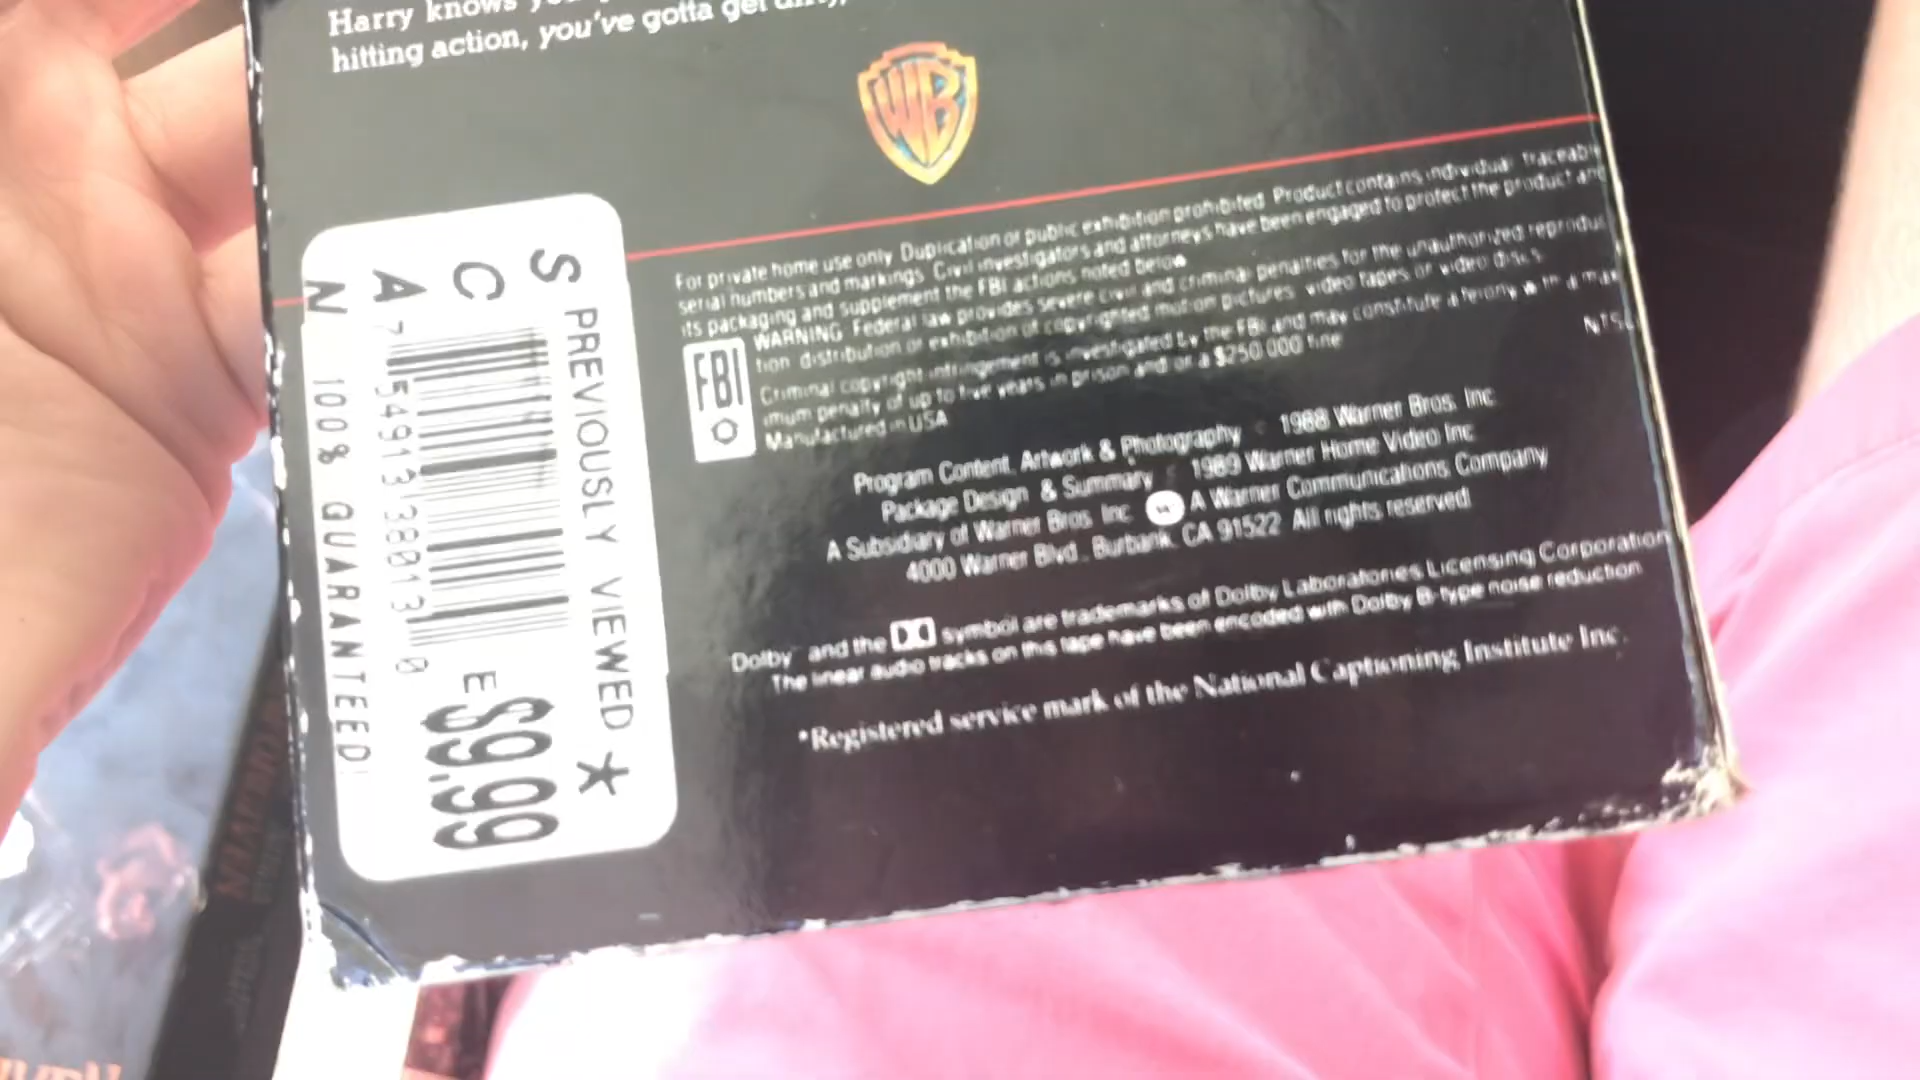 Harry knows
hitting action, you've gotta get dirty,
WB
For private home use only. Duplication or public exhibition prohibited. Product contains individual traceable
serial numbers and markings. Civil investigators and attorneys have been engaged to protect the product and
its packaging and supplement the FBI actions noted below
WARNING: Federal law provides severe civil and criminal penalties for the unauthorized reproduc
tion distribution or exhibition of copyrighted motion pictures video tapes or video discs
Criminal copyright infringement is investigated by the FBI and may constitute a felony with a max
imum penalty of up to five years in prison and or a $250 000 fine
Manufactured in USA
NTSC
FBI
Program Content, Artwork & Photography 1988 Warner Bros. Inc.
Package Design & Summary 1989 Warner Home Video Inc
A Subsidiary of Warner Bros. Inc. A Warner Communications Company
4000 Warner Blvd., Burbank, CA 91522 All rights reserved
Dolby and the symbol are trademarks of Dolby Laboratories Licensing Corporation
The linear audio tracks on this tape have been encoded with Dolby B-type noise reduction
*Registered service mark of the National Captioning Institute Inc.
PREVIOUSLY VIEWED *
SCAN
7 54913 38013 0
E
$9.99
100% GUARANTEED!